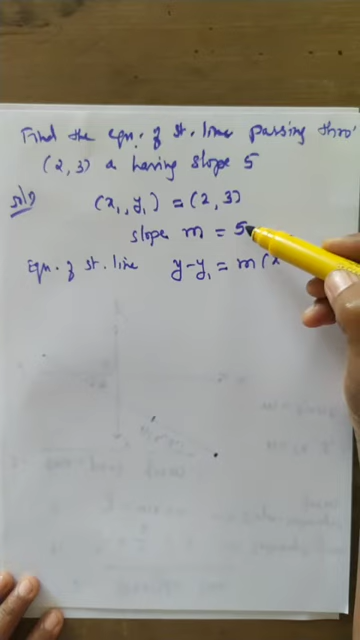 Find the eqn. of st. line passing thro'
(2, 3) & having slope 5
soln
(x₁, y₁) = (2, 3)
slope m = 5
Eqn. of st. line y - y₁ = m (x